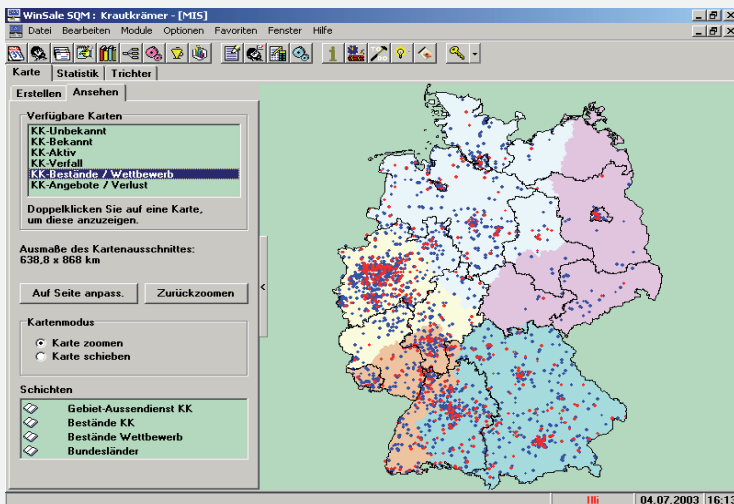 WinSale SQM: Krautkrämer - [MIS]
Datei Bearbeiten Module Optionen Favoriten Fenster Hilfe
Karte Statistik Trichter
Erstellen Ansehen
Verfügbare Karten
KK-Unbekannt
KK-Bekannt
KK-Aktiv
KK-Verfall
KK-Bestände / Wettbewerb
KK-Angebote / Verlust
Doppelklicken Sie auf eine Karte,
um diese anzuzeigen.
Ausmaße des Kartenausschnittes:
638,8 x 868 km
Auf Seite anpass. Zurückzoomen
Kartenmodus
Karte zoomen
Karte schieben
Schichten
Gebiet-Aussendienst KK
Bestände KK
Bestände Wettbewerb
Bundesländer
04.07.2003 16:13